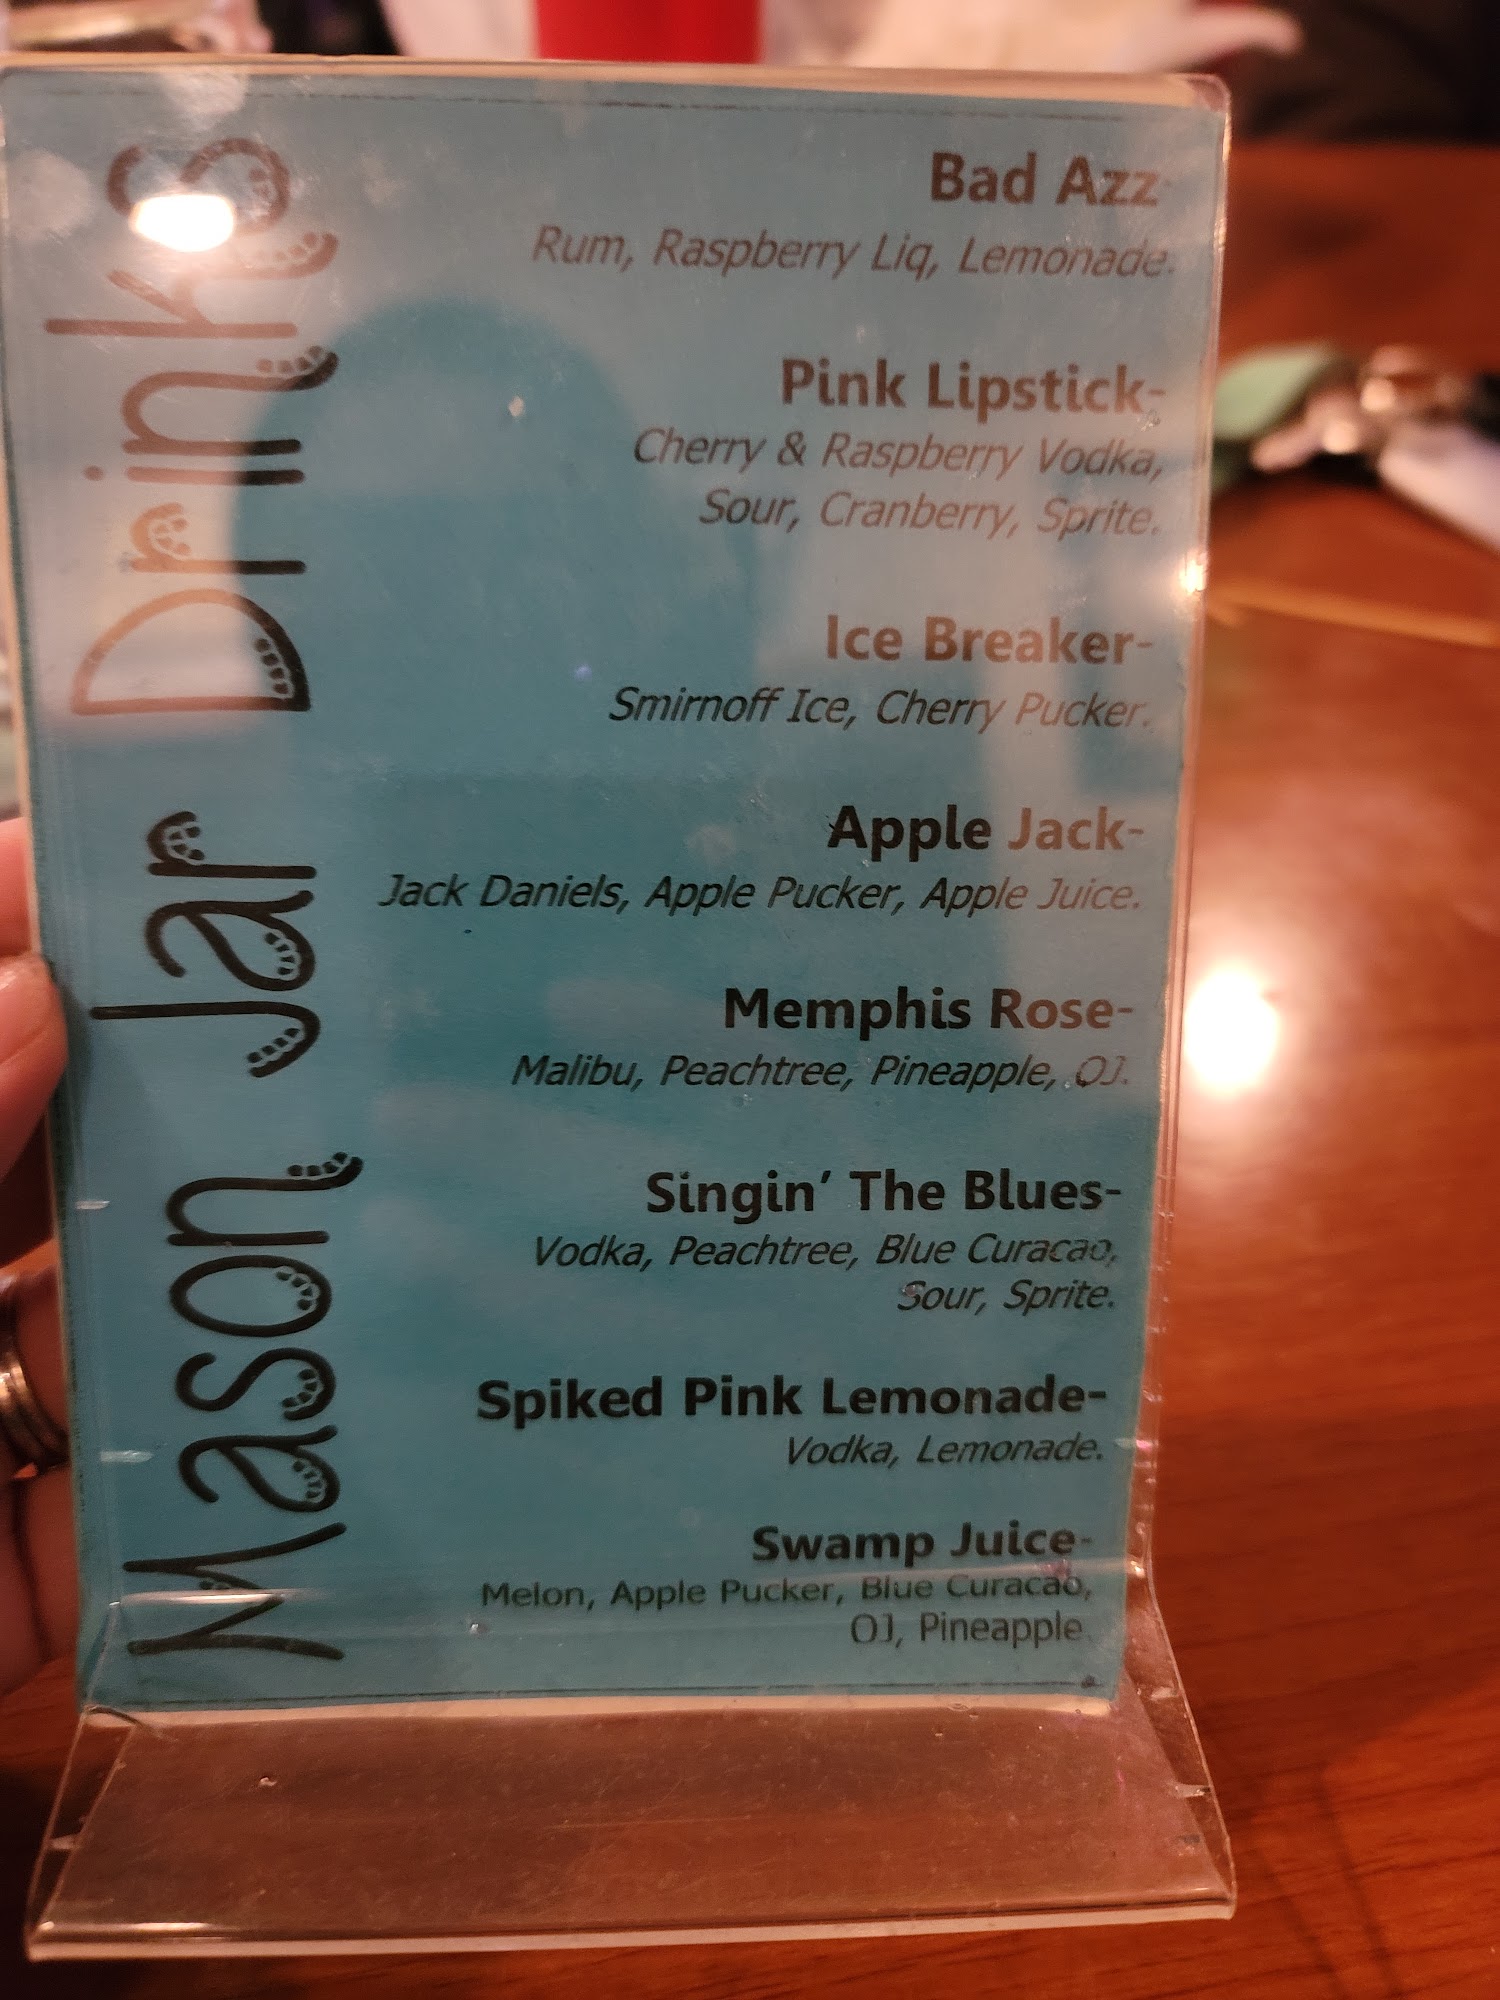 Mason Jar Drinks
Bad Azz-
Rum, Raspberry Liq, Lemonade.
Pink Lipstick-
Cherry & Raspberry Vodka,
Sour, Cranberry, Sprite.
Ice Breaker-
Smirnoff Ice, Cherry Pucker.
Apple Jack-
Jack Daniels, Apple Pucker, Apple Juice.
Memphis Rose-
Malibu, Peachtree, Pineapple, OJ.
Singin' The Blues-
Vodka, Peachtree, Blue Curacao,
Sour, Sprite.
Spiked Pink Lemonade-
Vodka, Lemonade.
Swamp Juice-
Melon, Apple Pucker, Blue Curacao,
OJ, Pineapple.